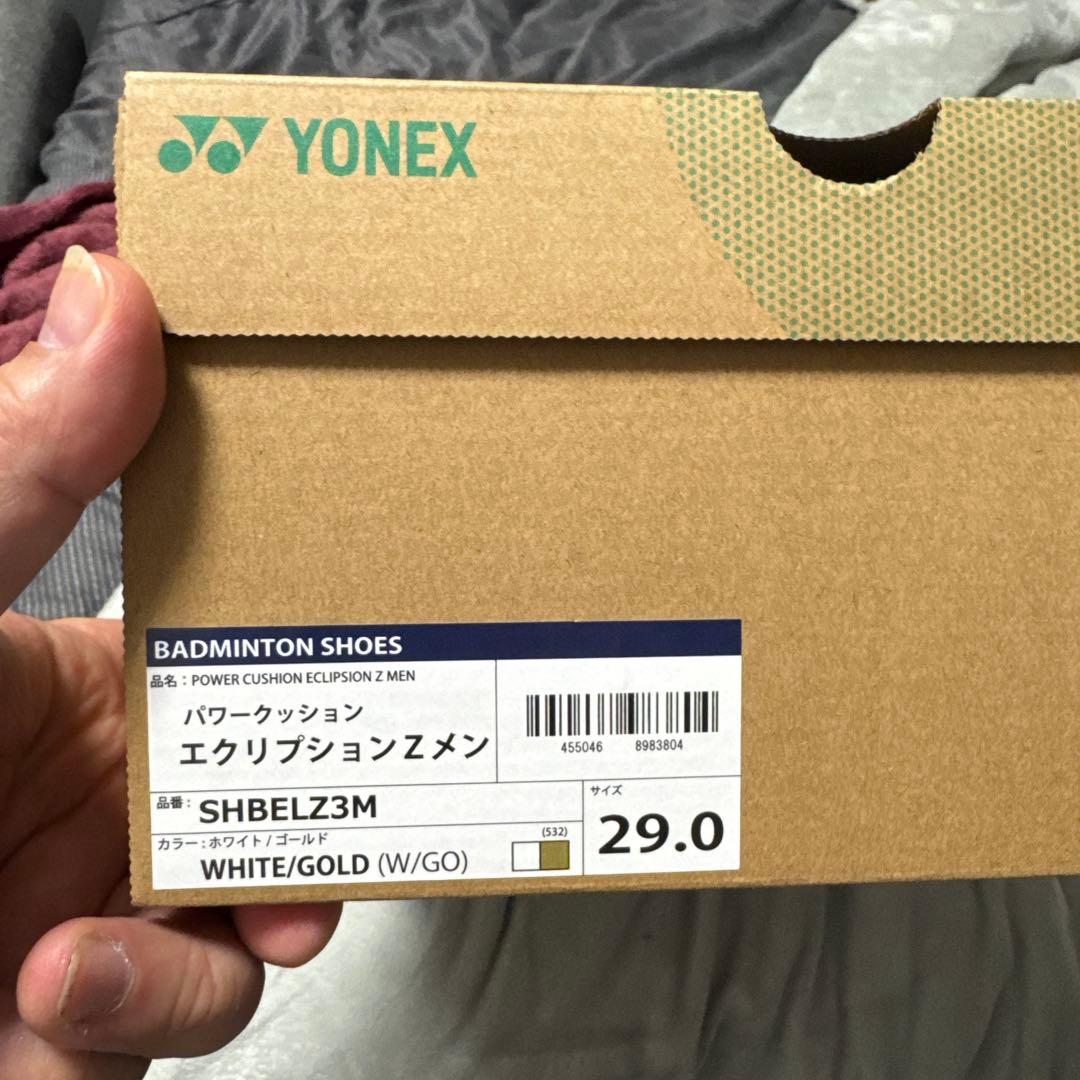 YONEX
BADMINTON SHOES
品名：POWER CUSHION ECLIPSION Z MEN
パワークッション
エクリプションZメン
455046 8983804
品番：SHBELZ3M
カラー：ホワイト / ゴールド
WHITE/GOLD (W/GO)
(532)
サイズ
29.0